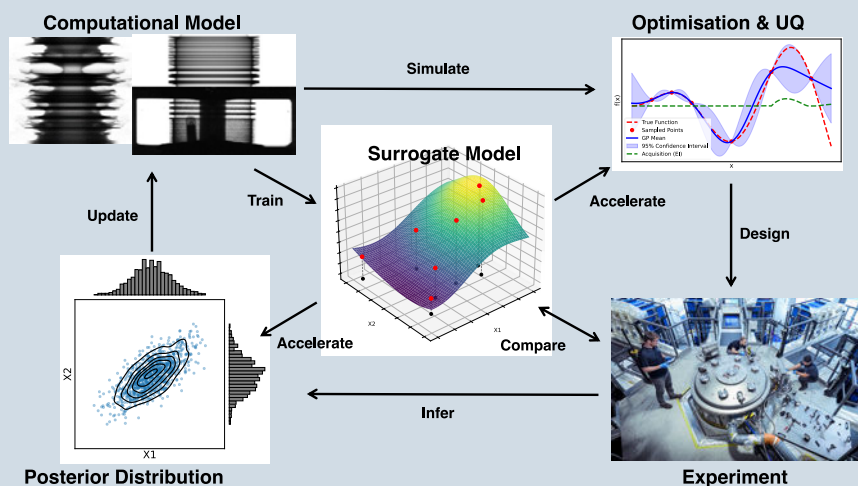 Computational Model
Optimisation & UQ
Simulate
f(x)
True Function
Sampled Points
GP Mean
95% Confidence Interval
Acquisition (EI)
x
Surrogate Model
Train
Accelerate
Update
Design
X2
X1
Accelerate
Compare
X2
X1
Infer
Posterior Distribution
Experiment